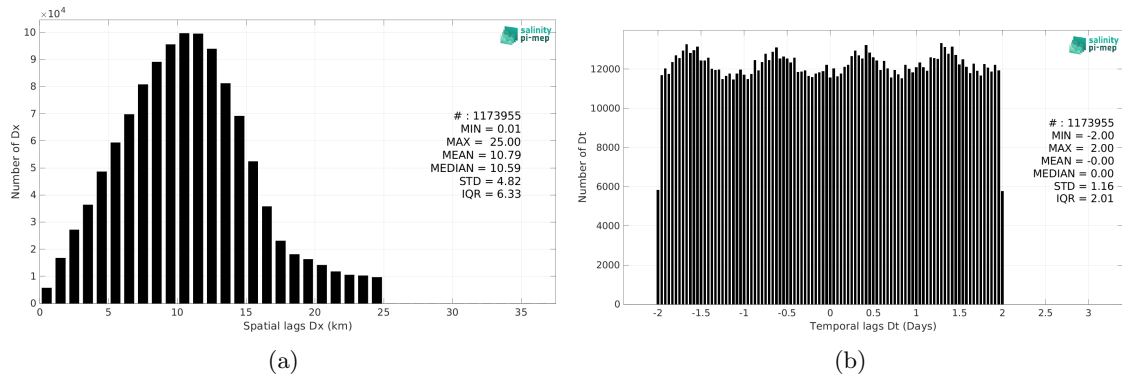 ×10⁴
salinity
pi-mep
10
9
8
7
6
5
4
3
2
1
0
Number of Dx
# : 1173955
MIN = 0.01
MAX = 25.00
MEAN = 10.79
MEDIAN = 10.59
STD = 4.82
IQR = 6.33
0 5 10 15 20 25 30 35
Spatial lags Dx (km)
(a)
salinity
pi-mep
12000
10000
8000
6000
4000
2000
0
Number of Dt
# : 1173955
MIN = -2.00
MAX = 2.00
MEAN = -0.00
MEDIAN = 0.00
STD = 1.16
IQR = 2.01
-2 -1.5 -1 -0.5 0 0.5 1 1.5 2 2.5 3
Temporal lags Dt (Days)
(b)